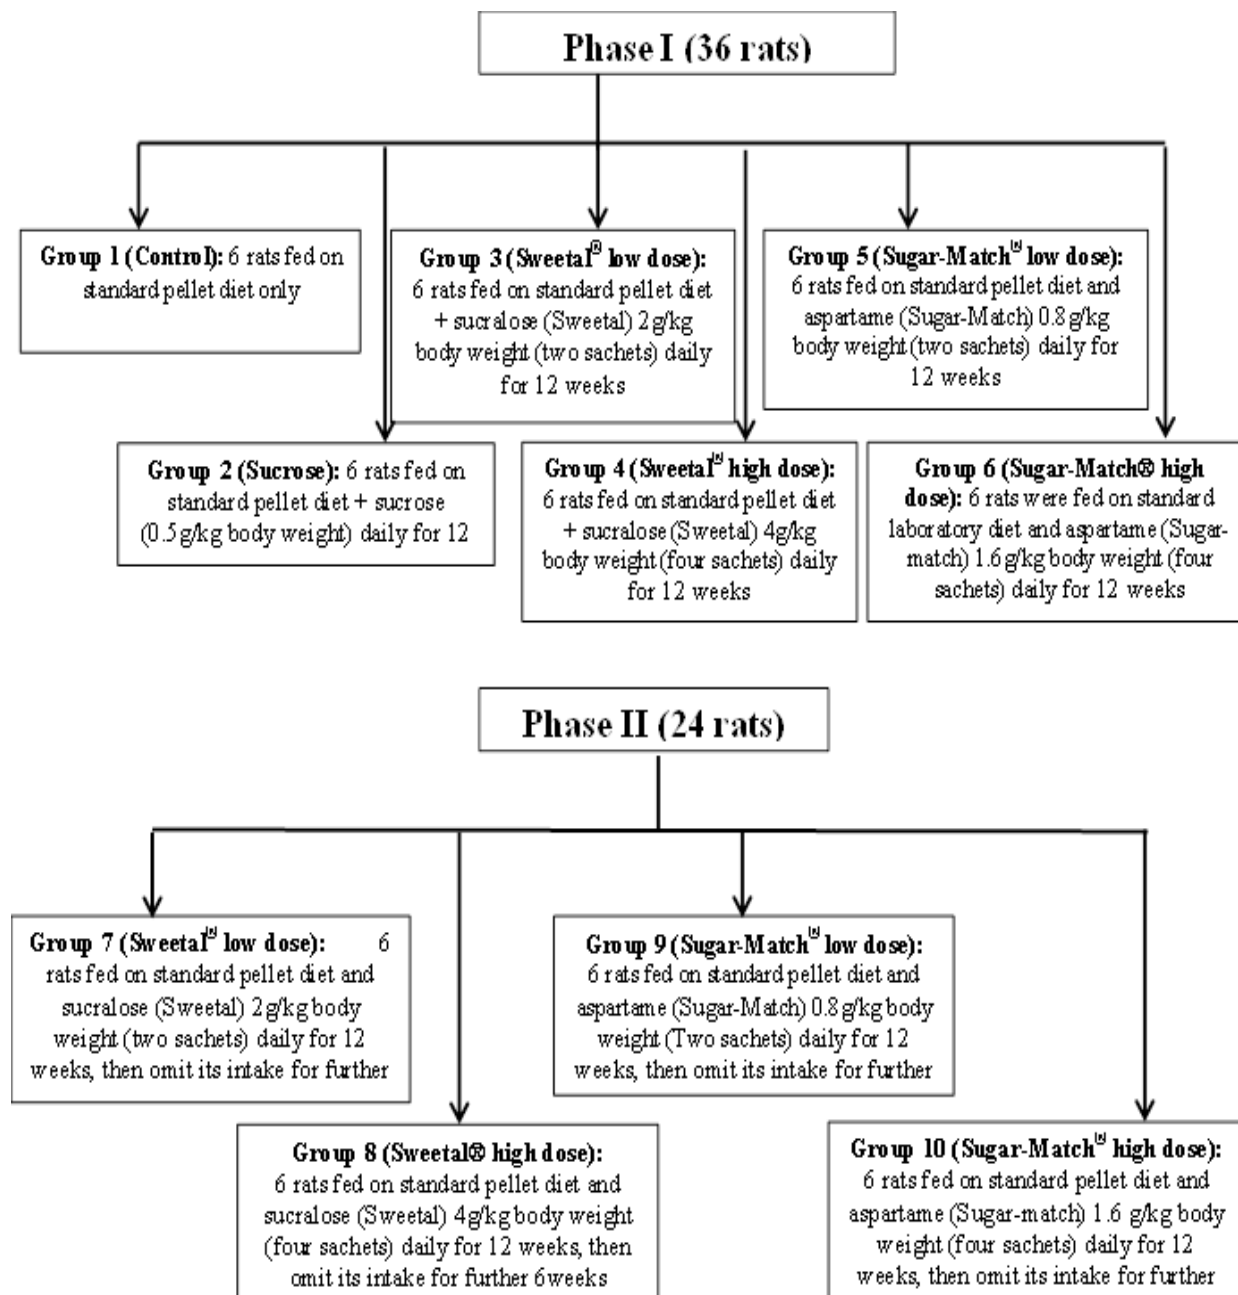 Phase I (36 rats)
Group 1 (Control): 6 rats fed on
standard pellet diet only
Group 3 (Sweetal® low dose):
6 rats fed on standard pellet diet
+ sucralose (Sweetal) 2g/kg
body weight (two sachets) daily
for 12 weeks
Group 5 (Sugar-Match® low dose):
6 rats fed on standard pellet diet and
aspartame (Sugar-Match) 0.8g/kg
body weight (two sachets) daily for
12 weeks
Group 2 (Sucrose): 6 rats fed on
standard pellet diet + sucrose
(0.5g/kg body weight) daily for 12
Group 4 (Sweetal® high dose):
6 rats fed on standard pellet diet
+ sucralose (Sweetal) 4g/kg
body weight (four sachets) daily
for 12 weeks
Group 6 (Sugar-Match® high
dose): 6 rats were fed on standard
laboratory diet and aspartame (Sugar-
match) 1.6g/kg body weight (four
sachets) daily for 12 weeks
Phase II (24 rats)
Group 7 (Sweetal® low dose): 6
rats fed on standard pellet diet and
sucralose (Sweetal) 2g/kg body
weight (two sachets) daily for 12
weeks, then omit its intake for further
Group 9 (Sugar-Match® low dose):
6 rats fed on standard pellet diet and
aspartame (Sugar-Match) 0.8g/kg body
weight (Two sachets) daily for 12
weeks, then omit its intake for further
Group 8 (Sweetal® high dose):
6 rats fed on standard pellet diet and
sucralose (Sweetal) 4g/kg body weight
(four sachets) daily for 12 weeks, then
omit its intake for further 6weeks
Group 10 (Sugar-Match® high dose):
6 rats fed on standard pellet diet and
aspartame (Sugar-match) 1.6 g/kg body
weight (four sachets) daily for 12
weeks, then omit its intake for further